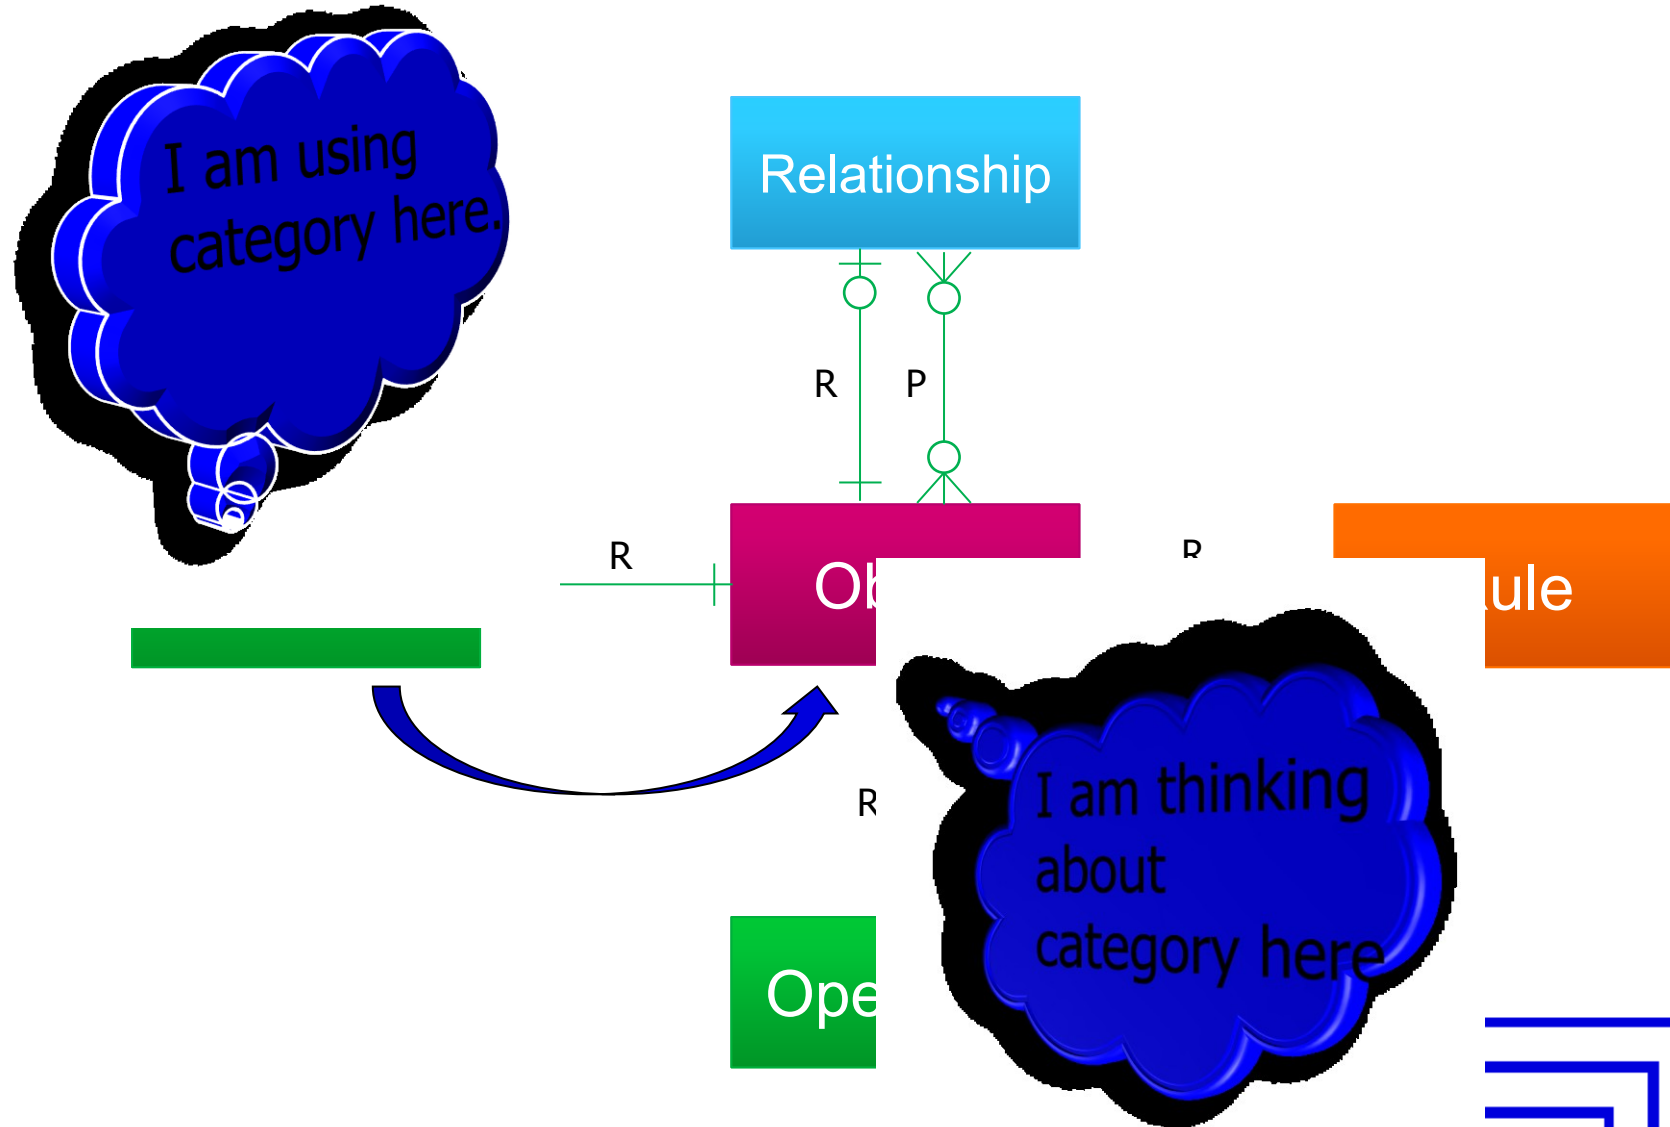 I am using
category here.
Relationship
R
P
R
R
Ob
ule
R
I am thinking
about
category here
Ope